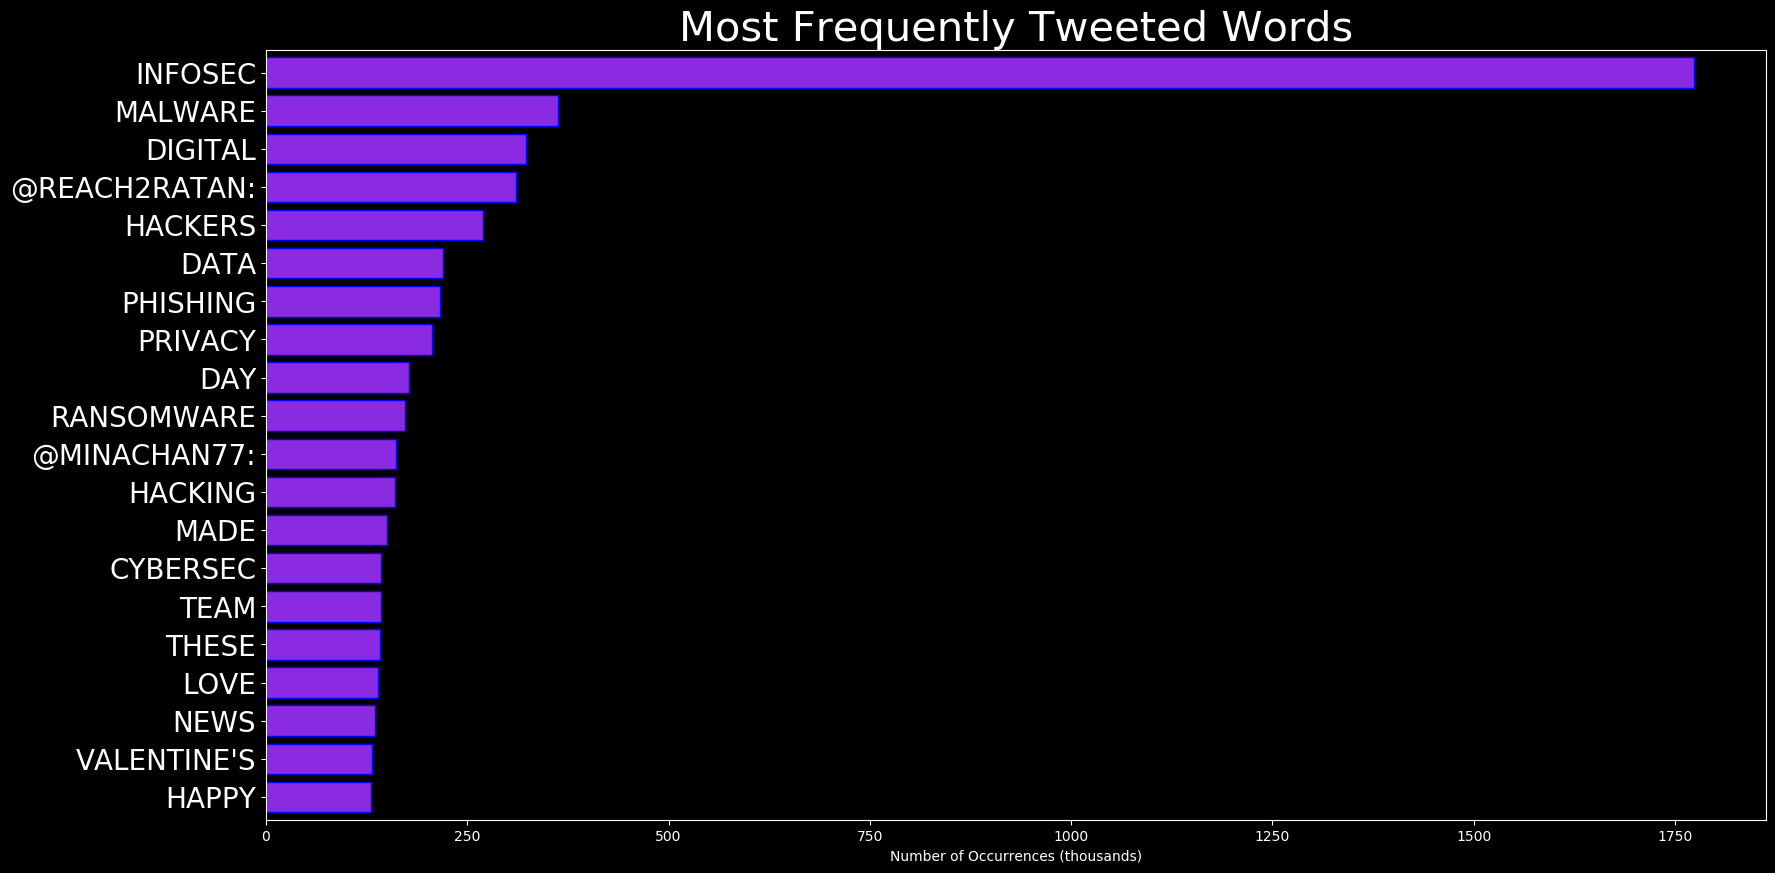 Most Frequently Tweeted Words
INFOSEC
MALWARE
DIGITAL
@REACH2RATAN:
HACKERS
DATA
PHISHING
PRIVACY
DAY
RANSOMWARE
@MINACHAN77:
HACKING
MADE
CYBERSEC
TEAM
THESE
LOVE
NEWS
VALENTINE'S
HAPPY
0 250 500 750 1000 1250 1500 1750
Number of Occurrences (thousands)